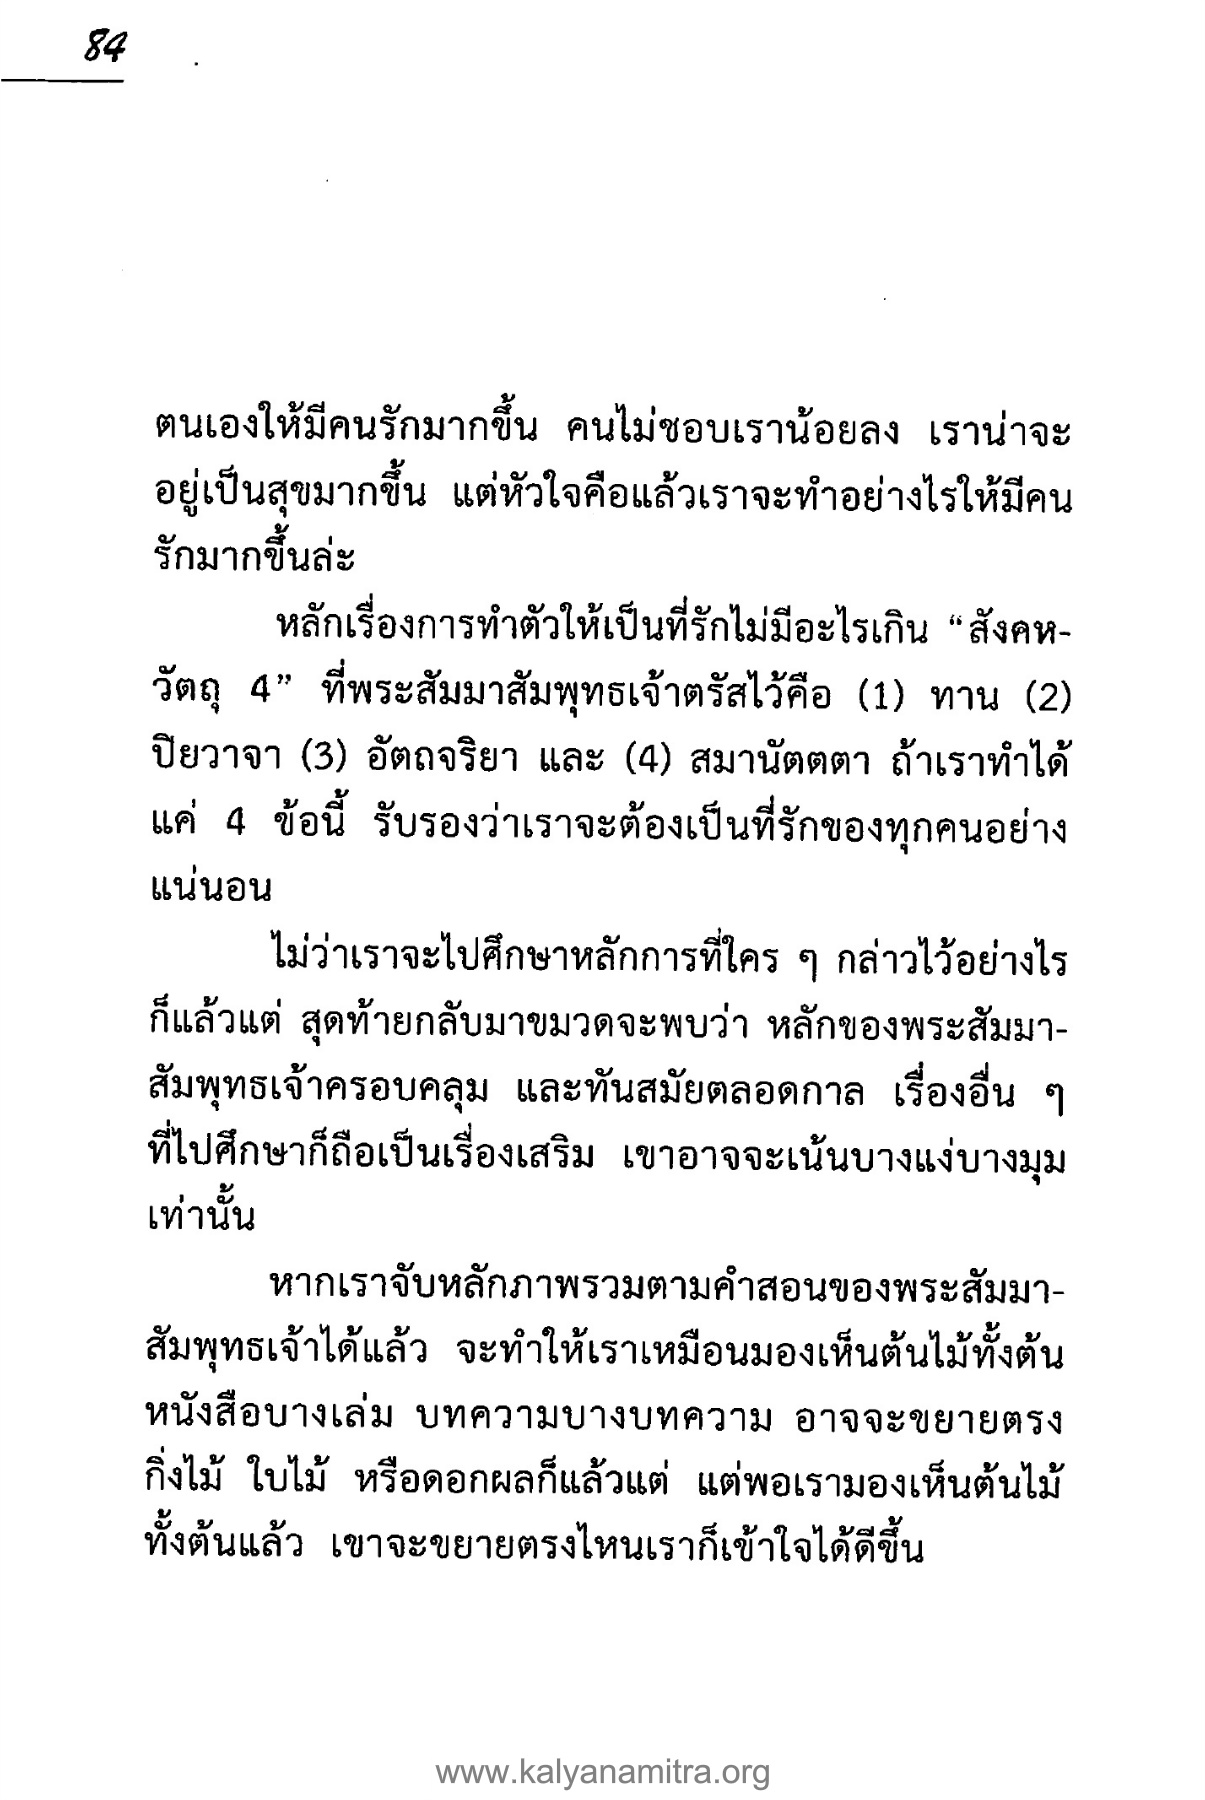 84
ตนเองให้มีคนรักมากขึ้น คนไม่ชอบเราน้อยลง เราน่าจะ
อยู่เป็นสุขมากขึ้น แต่หัวใจคือแล้วเราจะทำอย่างไรให้มีคน
รักมากขึ้นล่ะ
หลักเรื่องการทำตัวให้เป็นที่รักไม่มีอะไรเกิน “สังคห-
วัตถุ 4” ที่พระสัมมาสัมพุทธเจ้าตรัสไว้คือ (1) ทาน (2)
ปิยวาจา (3) อัตถจริยา และ (4) สมานัตตตา ถ้าเราทำได้
แค่ 4 ข้อนี้ รับรองว่าเราจะต้องเป็นที่รักของทุกคนอย่าง
แน่นอน
ไม่ว่าเราจะไปศึกษาหลักการที่ใคร ๆ กล่าวไว้อย่างไร
ก็แล้วแต่ สุดท้ายกลับมาขมวดจะพบว่า หลักของพระสัมมา-
สัมพุทธเจ้าครอบคลุม และทันสมัยตลอดกาล เรื่องอื่น ๆ
ที่ไปศึกษาก็ถือเป็นเรื่องเสริม เขาอาจจะเน้นบางแง่บางมุม
เท่านั้น
หากเราจับหลักภาพรวมตามคำสอนของพระสัมมา-
สัมพุทธเจ้าได้แล้ว จะทำให้เราเหมือนมองเห็นต้นไม้ทั้งต้น
หนังสือบางเล่ม บทความบางบทความ อาจจะขยายตรง
กิ่งไม้ ใบไม้ หรือดอกผลก็แล้วแต่ แต่พอเรามองเห็นต้นไม้
ทั้งต้นแล้ว เขาจะขยายตรงไหนเราก็เข้าใจได้ดีขึ้น
www.kalyanamitra.org